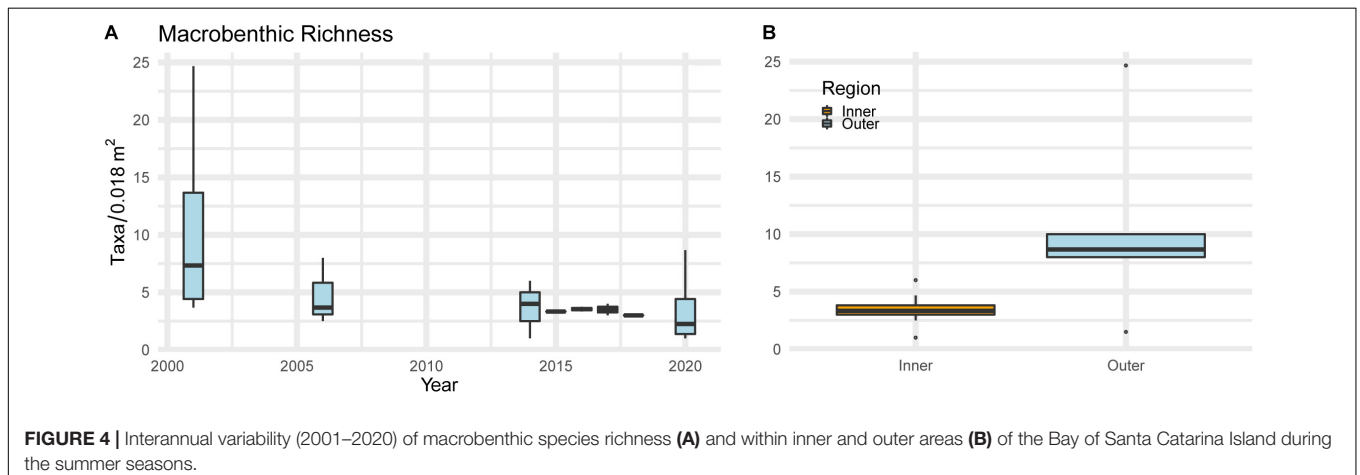 A Macrobenthic Richness
25
20
15
10
5
0
Taxa/0.018 m²
2000 2005 2010 2015 2020
Year
B
25
20
15
10
5
0
Region
Inner
Outer
Inner Outer
FIGURE 4 | Interannual variability (2001–2020) of macrobenthic species richness (A) and within inner and outer areas (B) of the Bay of Santa Catarina Island during
the summer seasons.